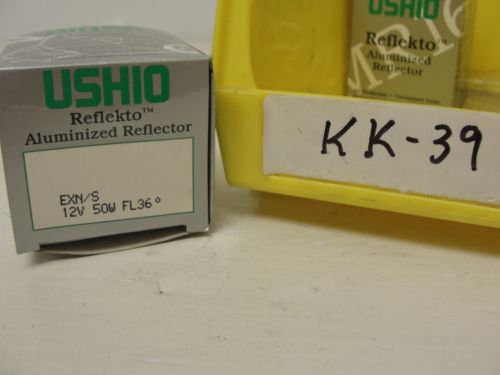 USHIO
Reflekto™
Aluminized Reflector
EXN/S
12V 50W FL36°
USHIO
Reflekto™
Aluminized
Reflector
KK-39